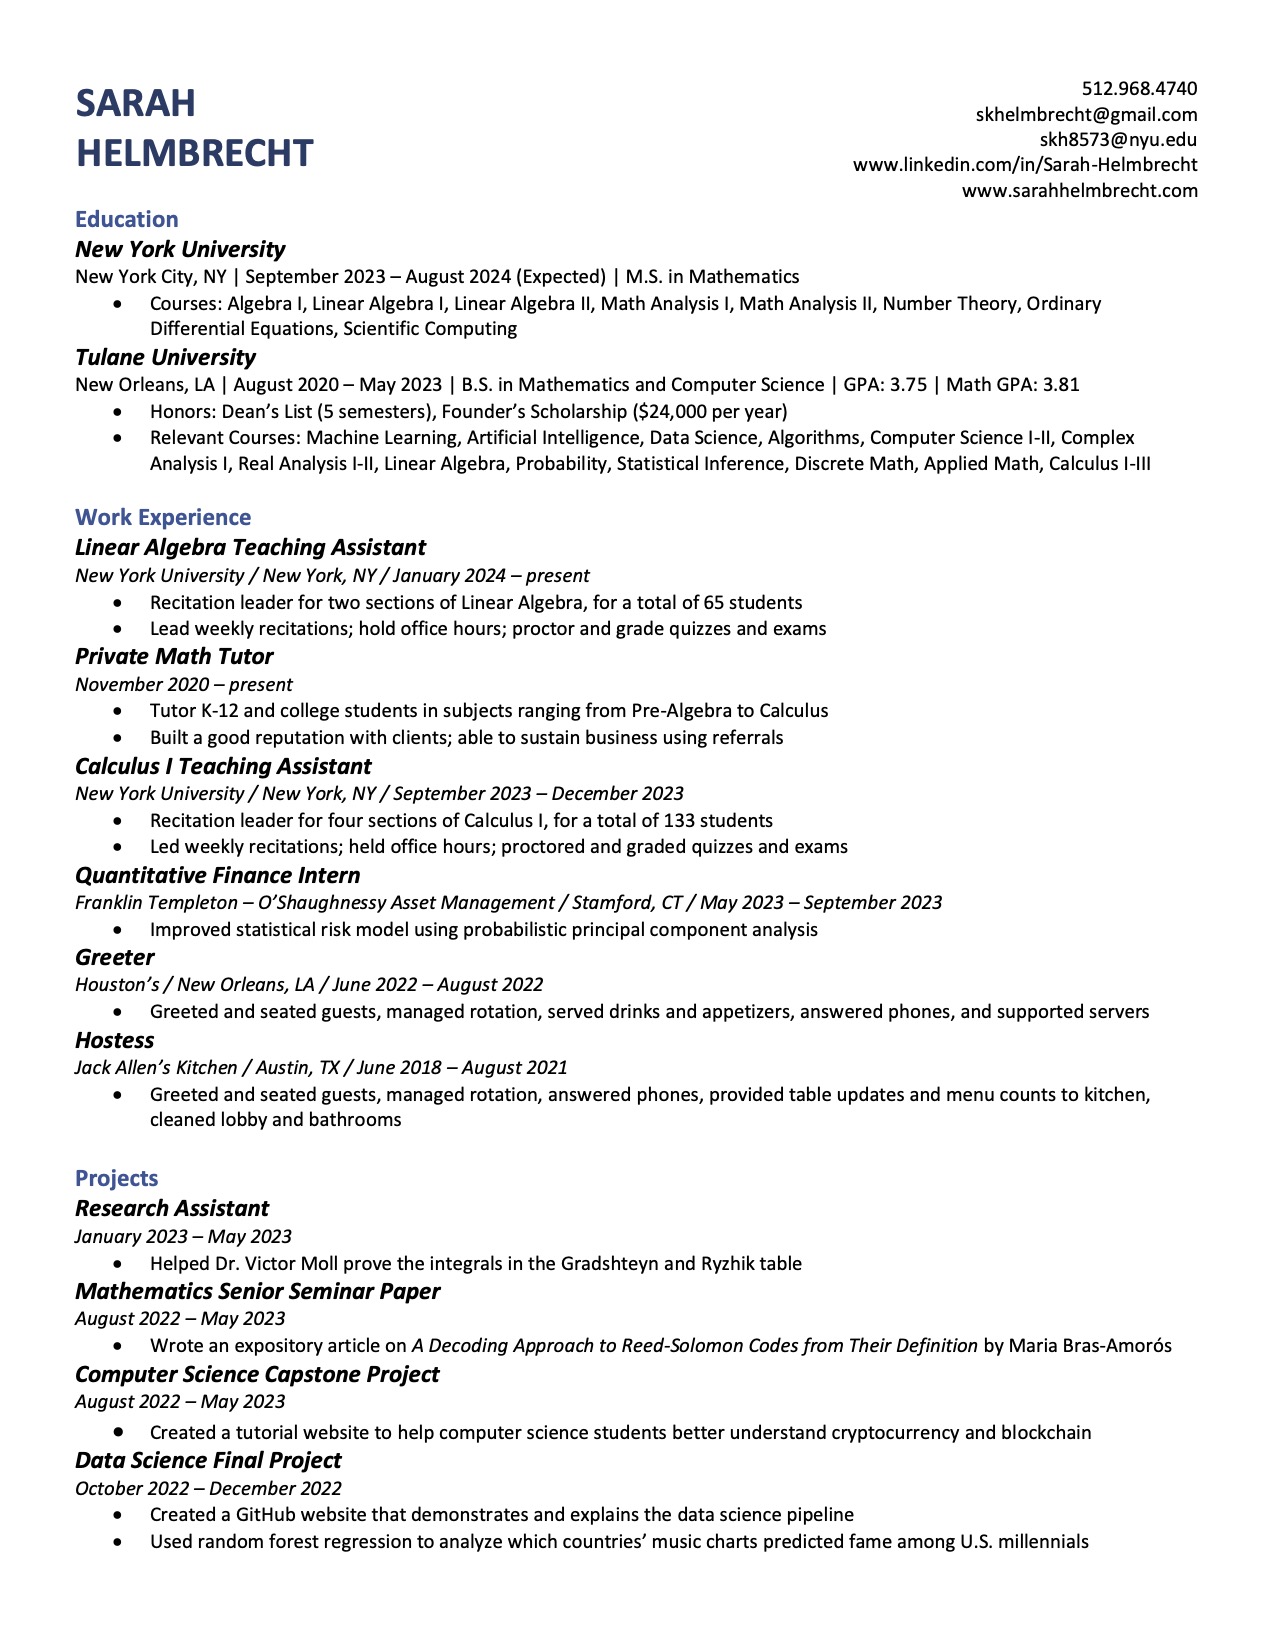 SARAH
HELMBRECHT
512.968.4740
skhelmbrecht@gmail.com
skh8573@nyu.edu
www.linkedin.com/in/Sarah-Helmbrecht
www.sarahhelmbrecht.com
Education
New York University
New York City, NY | September 2023 – August 2024 (Expected) | M.S. in Mathematics
• Courses: Algebra I, Linear Algebra I, Linear Algebra II, Math Analysis I, Math Analysis II, Number Theory, Ordinary
Differential Equations, Scientific Computing
Tulane University
New Orleans, LA | August 2020 – May 2023 | B.S. in Mathematics and Computer Science | GPA: 3.75 | Math GPA: 3.81
• Honors: Dean’s List (5 semesters), Founder’s Scholarship ($24,000 per year)
• Relevant Courses: Machine Learning, Artificial Intelligence, Data Science, Algorithms, Computer Science I-II, Complex
Analysis I, Real Analysis I-II, Linear Algebra, Probability, Statistical Inference, Discrete Math, Applied Math, Calculus I-III
Work Experience
Linear Algebra Teaching Assistant
New York University / New York, NY / January 2024 – present
• Recitation leader for two sections of Linear Algebra, for a total of 65 students
• Lead weekly recitations; hold office hours; proctor and grade quizzes and exams
Private Math Tutor
November 2020 – present
• Tutor K-12 and college students in subjects ranging from Pre-Algebra to Calculus
• Built a good reputation with clients; able to sustain business using referrals
Calculus I Teaching Assistant
New York University / New York, NY / September 2023 – December 2023
• Recitation leader for four sections of Calculus I, for a total of 133 students
• Led weekly recitations; held office hours; proctored and graded quizzes and exams
Quantitative Finance Intern
Franklin Templeton – O’Shaughnessy Asset Management / Stamford, CT / May 2023 – September 2023
• Improved statistical risk model using probabilistic principal component analysis
Greeter
Houston’s / New Orleans, LA / June 2022 – August 2022
• Greeted and seated guests, managed rotation, served drinks and appetizers, answered phones, and supported servers
Hostess
Jack Allen’s Kitchen / Austin, TX / June 2018 – August 2021
• Greeted and seated guests, managed rotation, answered phones, provided table updates and menu counts to kitchen,
cleaned lobby and bathrooms
Projects
Research Assistant
January 2023 – May 2023
• Helped Dr. Victor Moll prove the integrals in the Gradshteyn and Ryzhik table
Mathematics Senior Seminar Paper
August 2022 – May 2023
• Wrote an expository article on A Decoding Approach to Reed-Solomon Codes from Their Definition by Maria Bras-Amorós
Computer Science Capstone Project
August 2022 – May 2023
• Created a tutorial website to help computer science students better understand cryptocurrency and blockchain
Data Science Final Project
October 2022 – December 2022
• Created a GitHub website that demonstrates and explains the data science pipeline
• Used random forest regression to analyze which countries’ music charts predicted fame among U.S. millennials